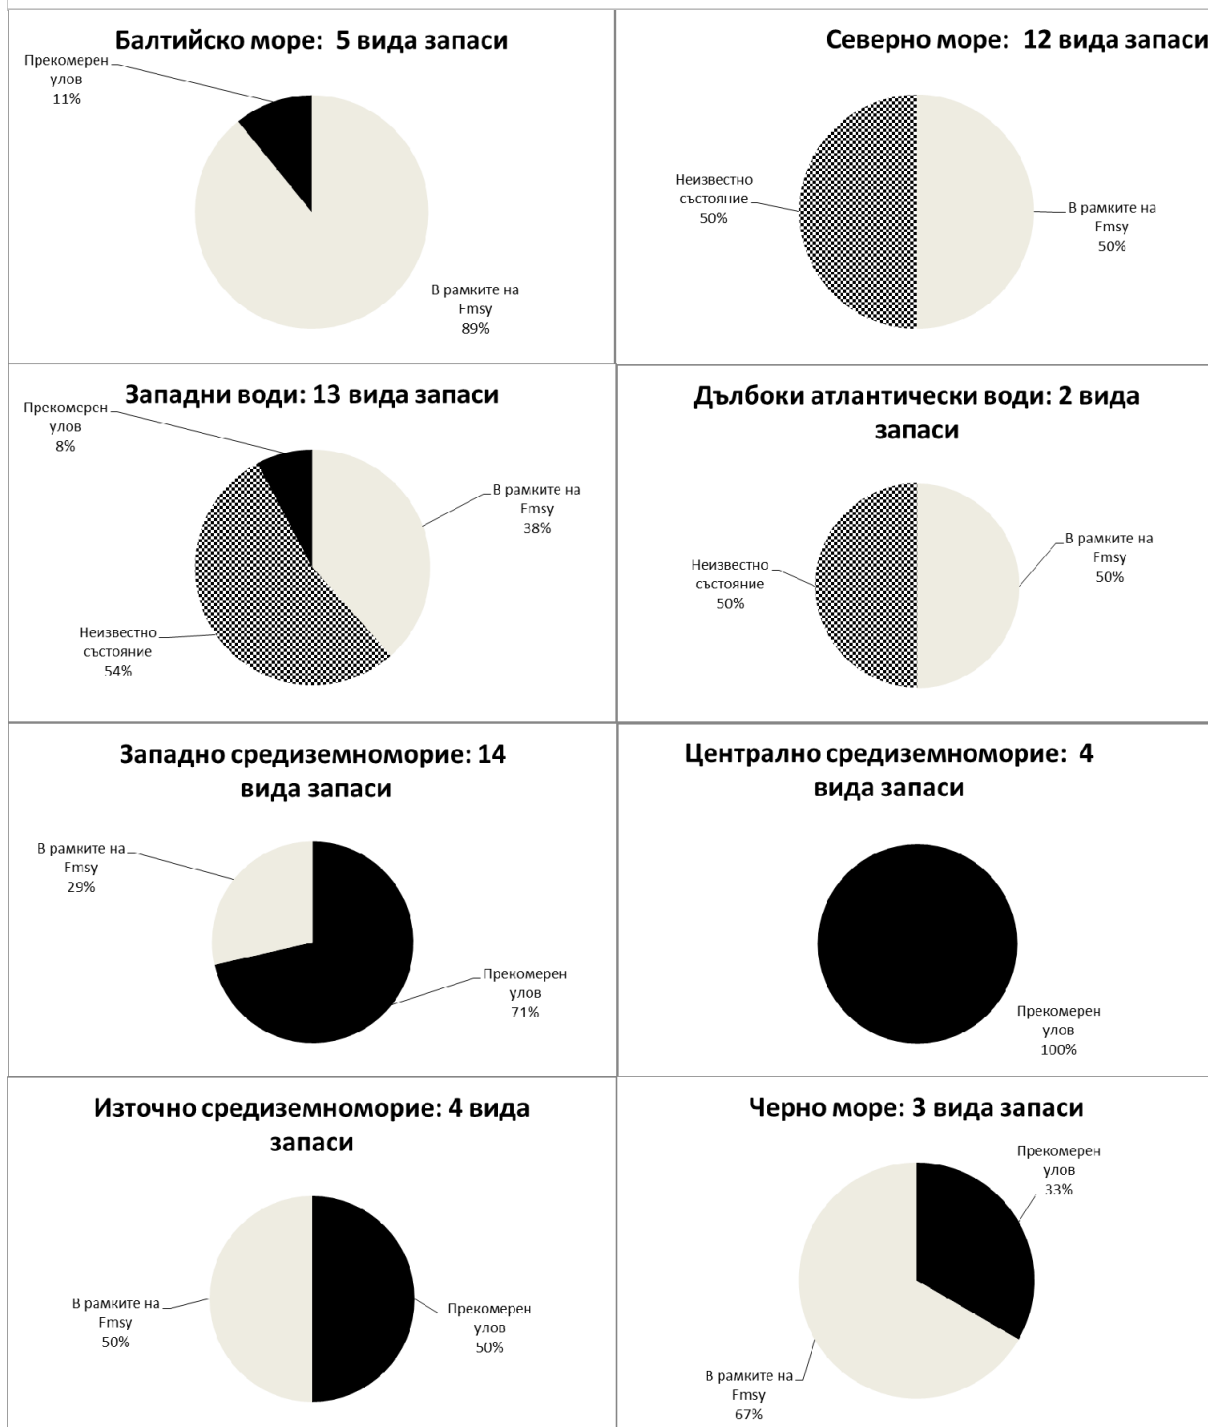 Балтийско море: 5 вида запаси
Прекомерен
улов
11%
В рамките на
Fmsy
89%
Северно море: 12 вида запаси
Неизвестно
състояние
50%
В рамките на
Fmsy
50%
Западни води: 13 вида запаси
Прекомерен
улов
8%
В рамките на
Fmsy
38%
Неизвестно
състояние
54%
Дълбоки атлантически води: 2 вида
запаси
Неизвестно
състояние
50%
В рамките на
Fmsy
50%
Западно средиземноморие: 14
вида запаси
В рамките на
Fmsy
29%
Прекомерен
улов
71%
Централно средиземноморие: 4
вида запаси
Прекомерен
улов
100%
Източно средиземноморие: 4 вида
запаси
В рамките на
Fmsy
50%
Прекомерен
улов
50%
Черно море: 3 вида запаси
Прекомерен
улов
33%
В рамките на
Fmsy
67%